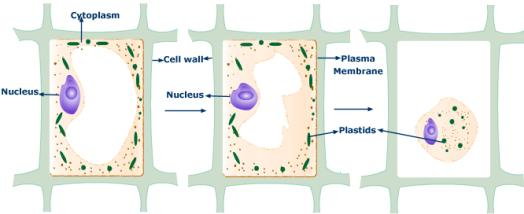 Cytoplasm
Cell wall
Plasma
Membrane
Nucleus
Nucleus
Plastids